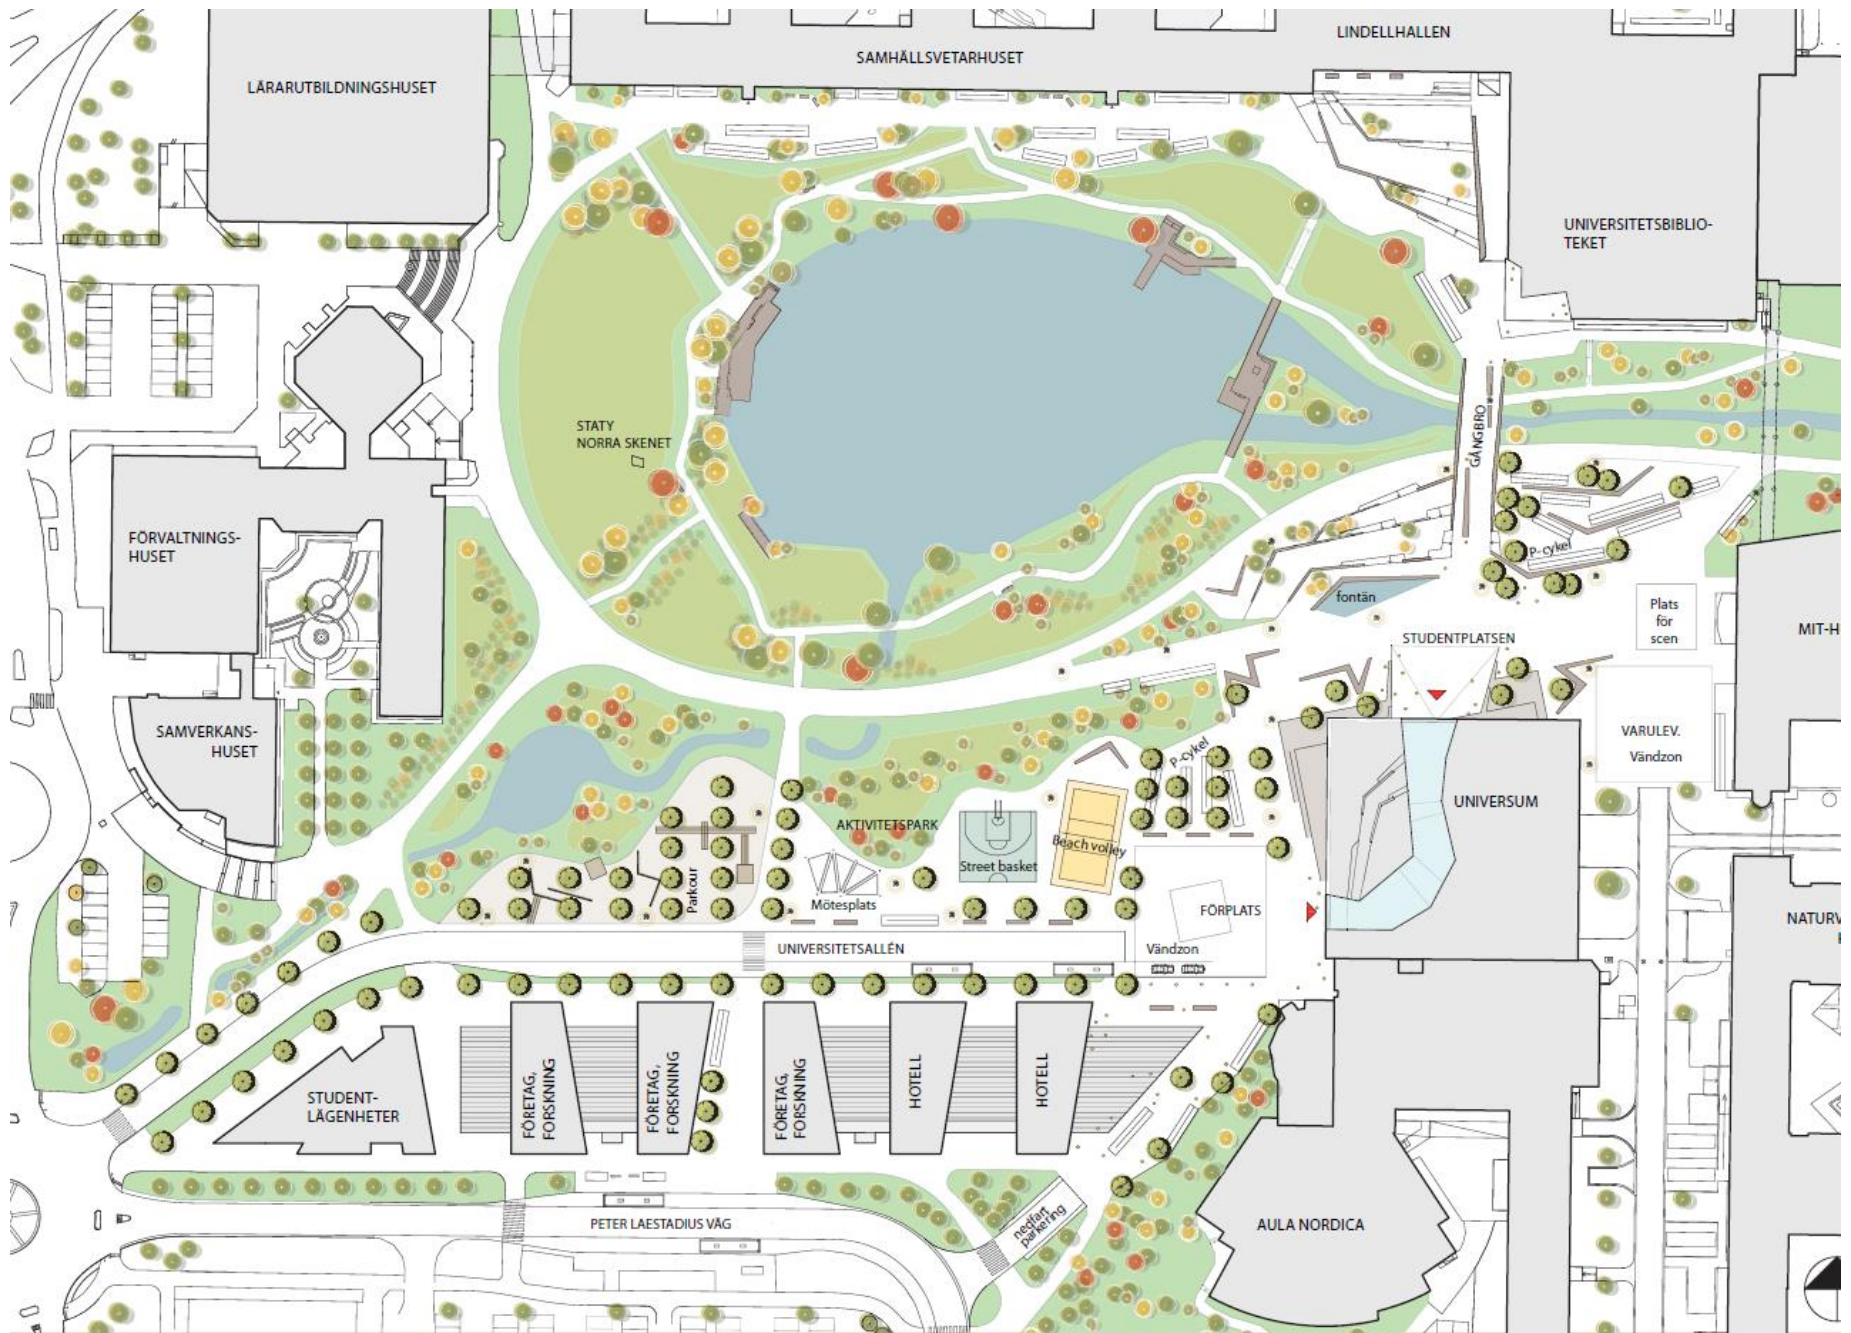 LINDELLHALLEN
SAMHÄLLSVETARHUSET
LÄRARUTBILDNINGSHUSET
UNIVERSITETSBIBLIO-
TEKET
STATY
NORRA SKENET
GÅNGBRO
FÖRVALTNINGS-
HUSET
P-cykel
fontän
Plats
för
scen
STUDENTPLATSEN
MIT-H
SAMVERKANS-
HUSET
VARULEV.
Vändzon
P-cykel
UNIVERSUM
AKTIVITETSPARK
Beach volley
Street basket
Parkour
Mötesplats
FÖRPLATS
NATURV
UNIVERSITETSALLÉN
Vändzon
STUDENT-
LÄGENHETER
FÖRETAG,
FORSKNING
FÖRETAG,
FORSKNING
FÖRETAG,
FORSKNING
HOTELL
HOTELL
PETER LAESTADIUS VÄG
nedfart
parkering
AULA NORDICA